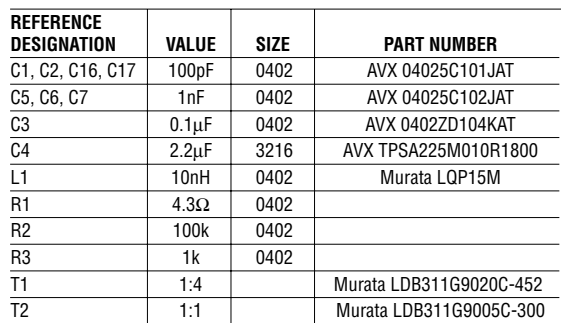 REFERENCE
DESIGNATION VALUE SIZE PART NUMBER
C1, C2, C16, C17 100pF 0402 AVX 04025C101JAT
C5, C6, C7 1nF 0402 AVX 04025C102JAT
C3 0.1µF 0402 AVX 0402ZD104KAT
C4 2.2µF 3216 AVX TPSA225M010R1800
L1 10nH 0402 Murata LQP15M
R1 4.3Ω 0402
R2 100k 0402
R3 1k 0402
T1 1:4 Murata LDB311G9020C-452
T2 1:1 Murata LDB311G9005C-300